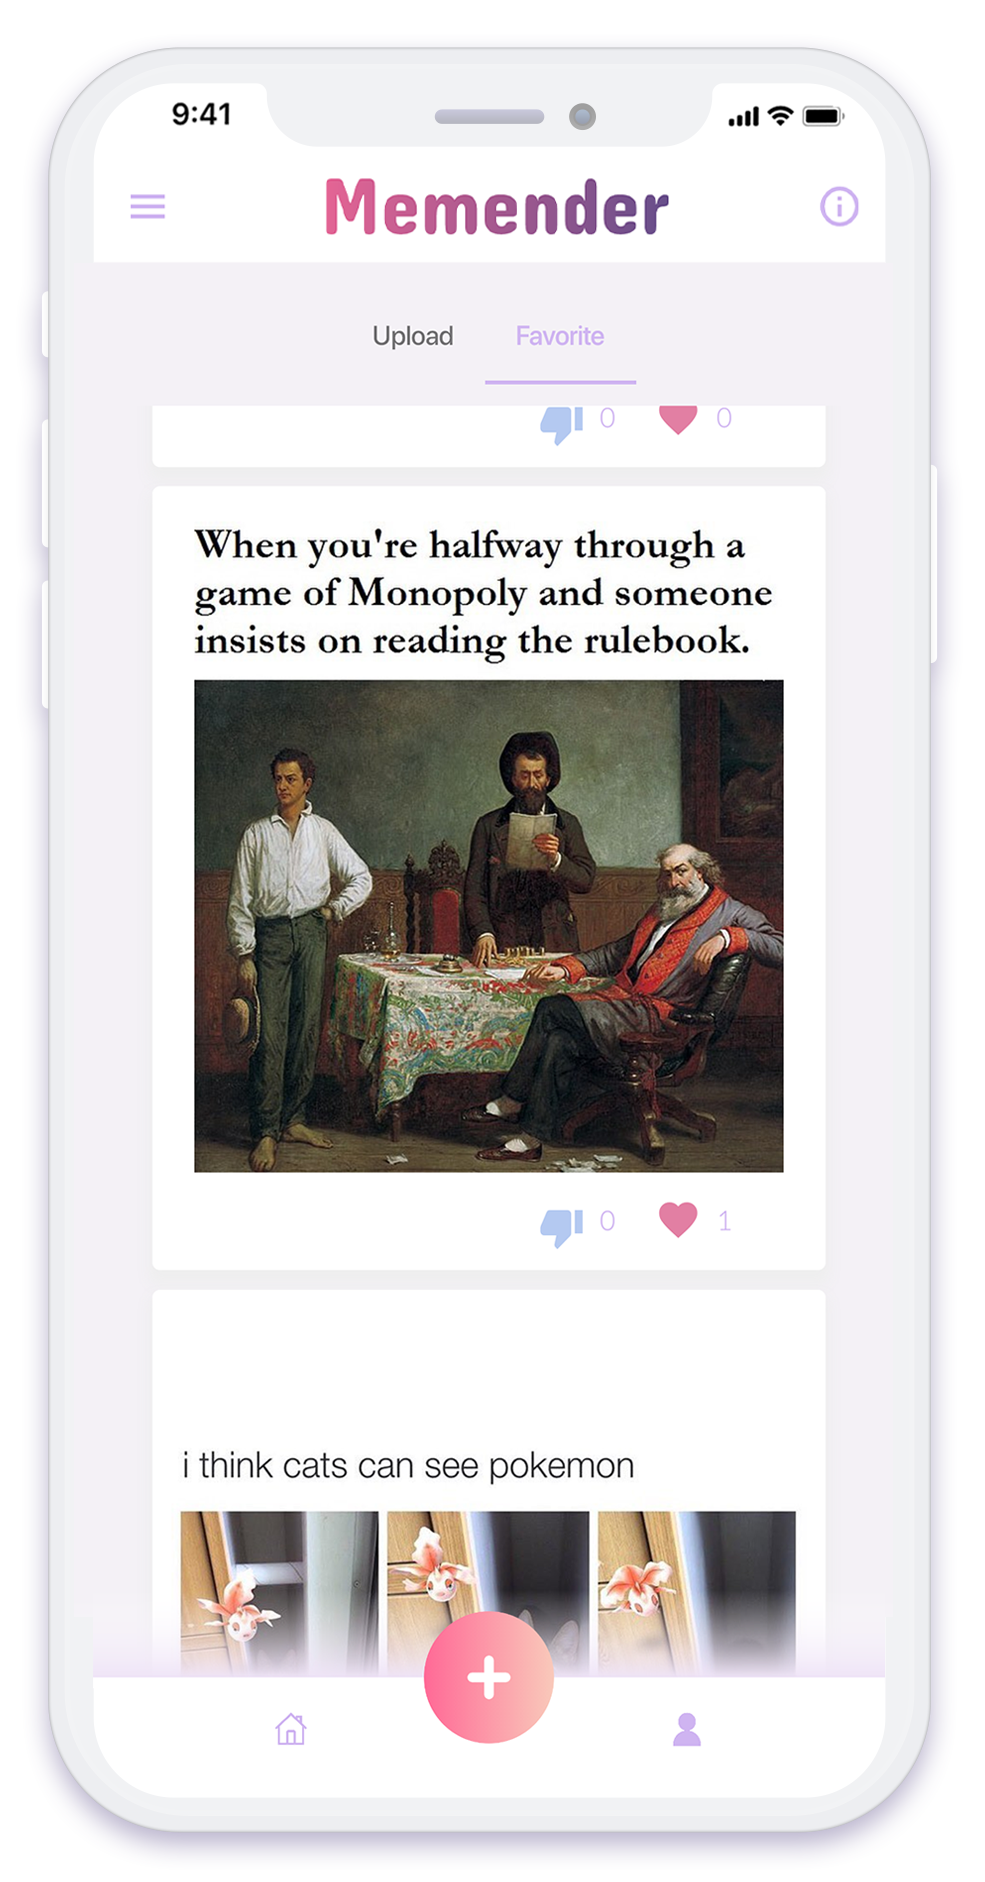 9:41
Memender
Upload Favorite
0 0
When you're halfway through a
game of Monopoly and someone
insists on reading the rulebook.
0 1
i think cats can see pokemon